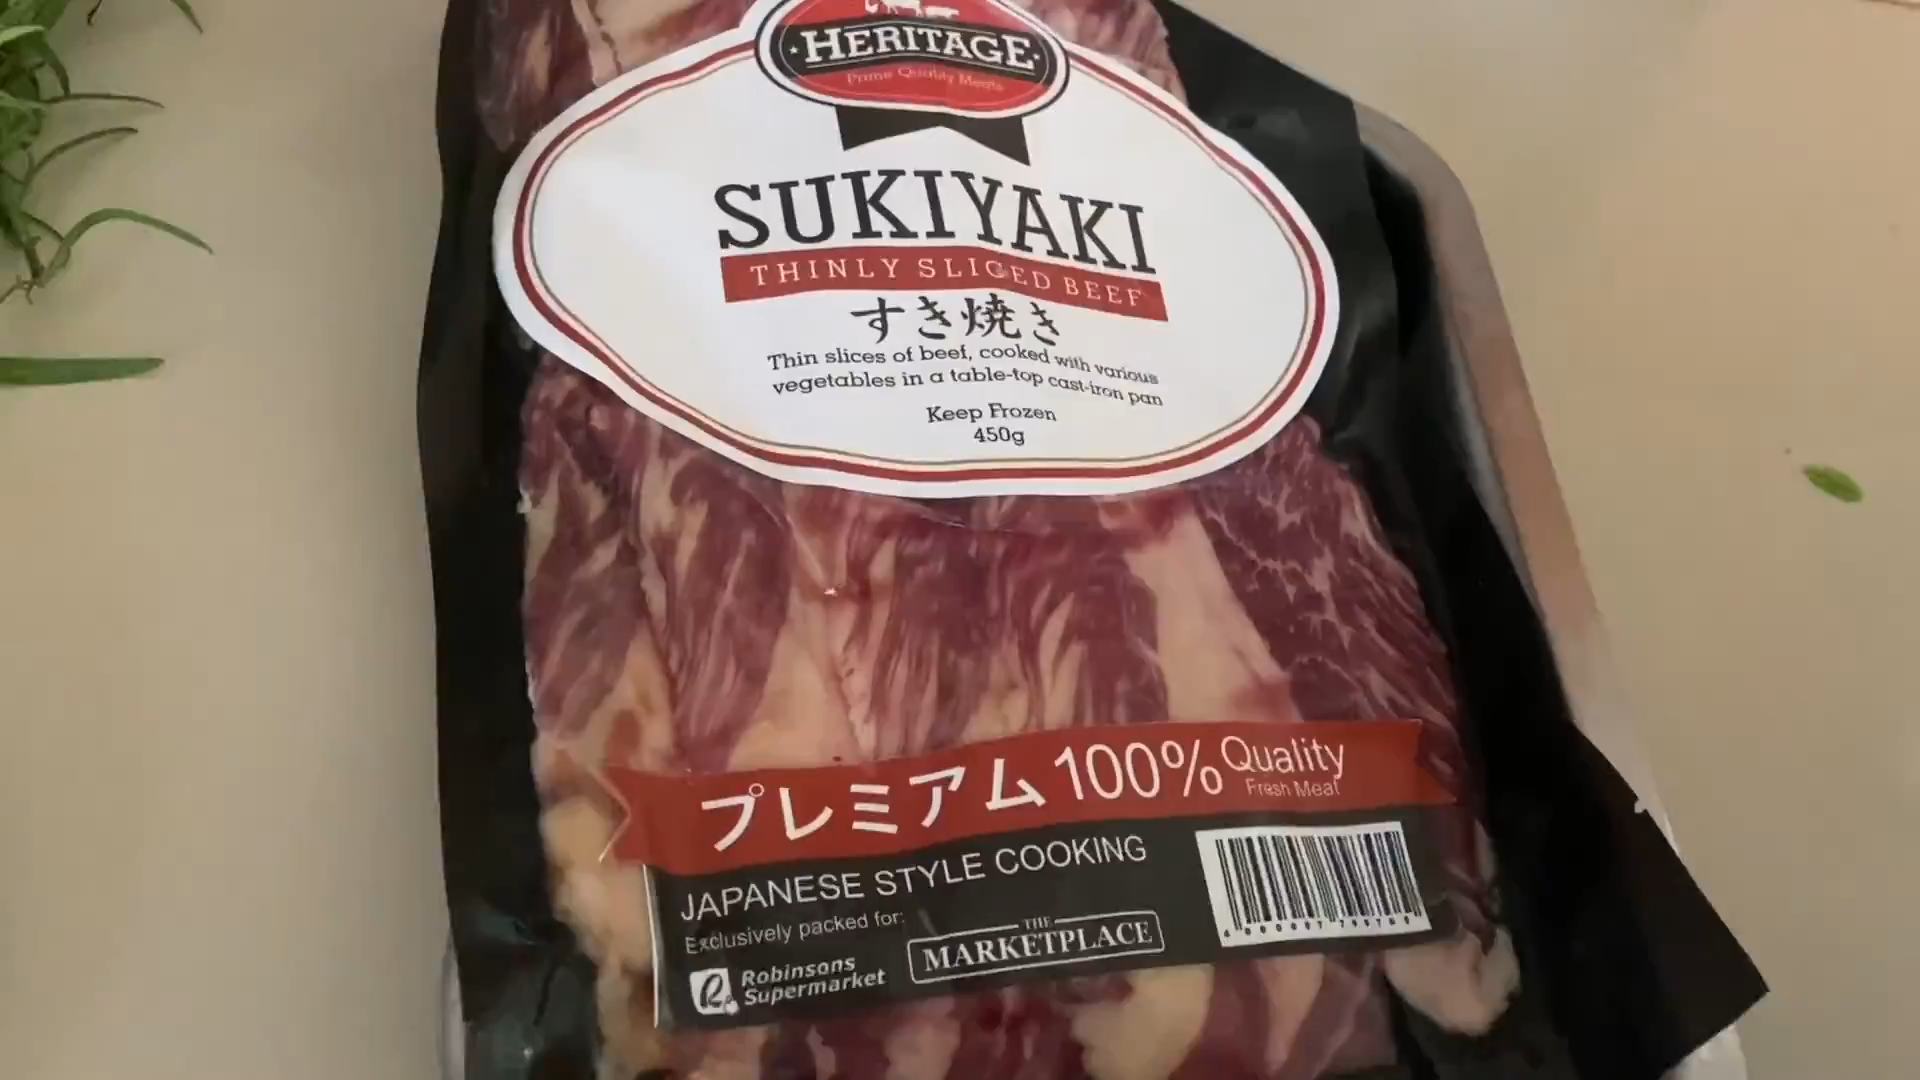 HERITAGE
Prime Quality Meats
SUKIYAKI
THINLY SLICED BEEF
すき焼き
Thin slices of beef, cooked with various
vegetables in a table-top cast-iron pan
Keep Frozen
450g
プレミアム 100% Quality
Fresh Meat
JAPANESE STYLE COOKING
Exclusively packed for:
Robinsons
Supermarket
THE
MARKETPLACE